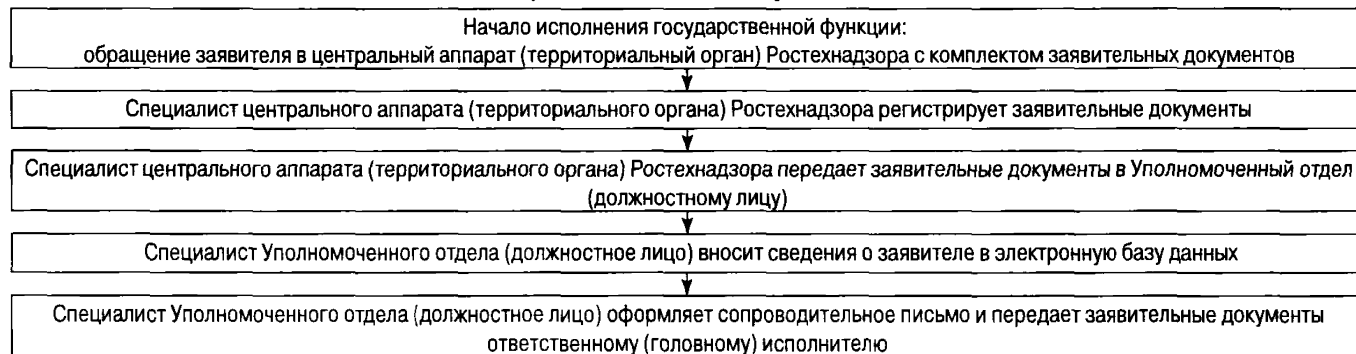 Начало исполнения государственной функции:
обращение заявителя в центральный аппарат (территориальный орган) Ростехнадзора с комплектом заявительных документов
Специалист центрального аппарата (территориального органа) Ростехнадзора регистрирует заявительные документы
Специалист центрального аппарата (территориального органа) Ростехнадзора передает заявительные документы в Уполномоченный отдел
(должностному лицу)
Специалист Уполномоченного отдела (должностное лицо) вносит сведения о заявителе в электронную базу данных
Специалист Уполномоченного отдела (должностное лицо) оформляет сопроводительное письмо и передает заявительные документы
ответственному (головному) исполнителю